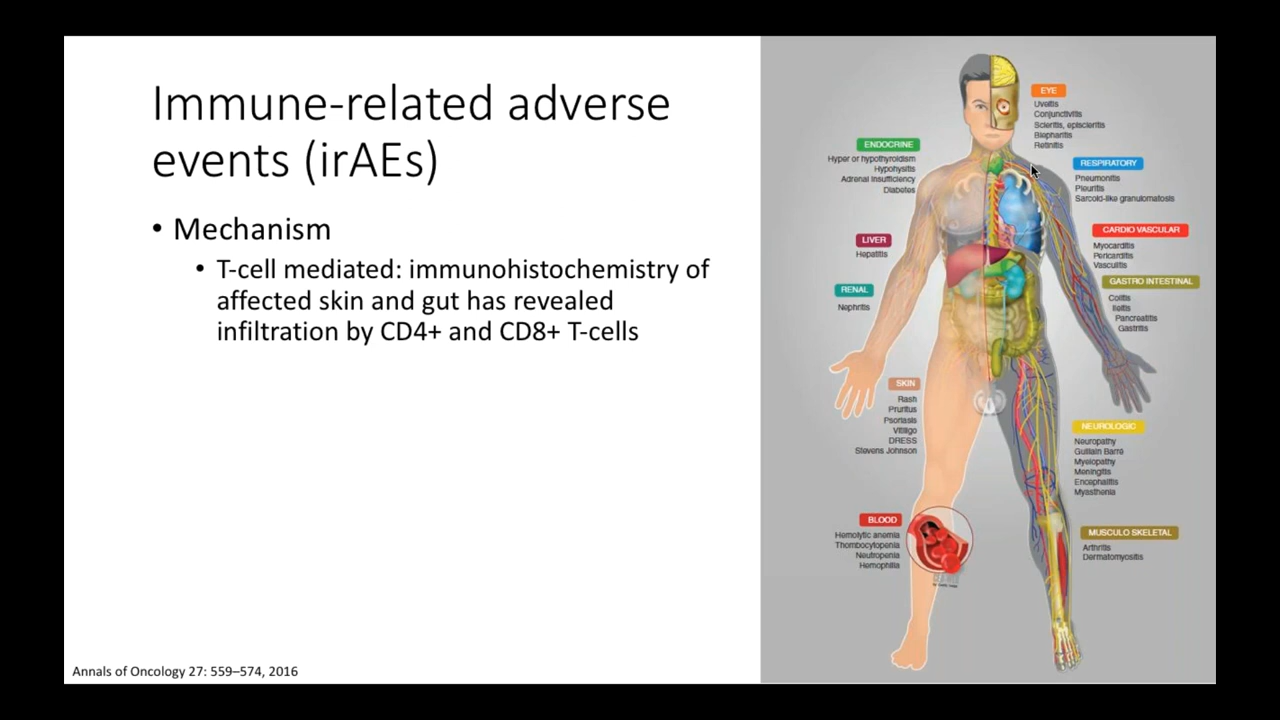 Immune-related adverse
events (irAEs)
• Mechanism
• T-cell mediated: immunohistochemistry of
affected skin and gut has revealed
infiltration by CD4+ and CD8+ T-cells
Annals of Oncology 27: 559–574, 2016
EYE
Uveitis
Conjunctivitis
Scleritis, episcleritis
Blepharitis
Retinitis
ENDOCRINE
Hyper or hypothyroidism
Hypophysitis
Adrenal Insufficiency
Diabetes
RESPIRATORY
Pneumonitis
Pleuritis
Sarcoid-like granulomatosis
LIVER
Hepatitis
CARDIO VASCULAR
Myocarditis
Pericarditis
Vasculitis
RENAL
Nephritis
GASTRO INTESTINAL
Colitis
Ileitis
Pancreatitis
Gastritis
SKIN
Rash
Pruritus
Psoriasis
Vitiligo
DRESS
Stevens Johnson
NEUROLOGIC
Neuropathy
Guillain Barré
Myelopathy
Meningitis
Encephalitis
Myasthenia
BLOOD
Hemolytic anemia
Thombocytopenia
Neutropenia
Hemophilia
MUSCULO SKELETAL
Arthritis
Dermatomyositis